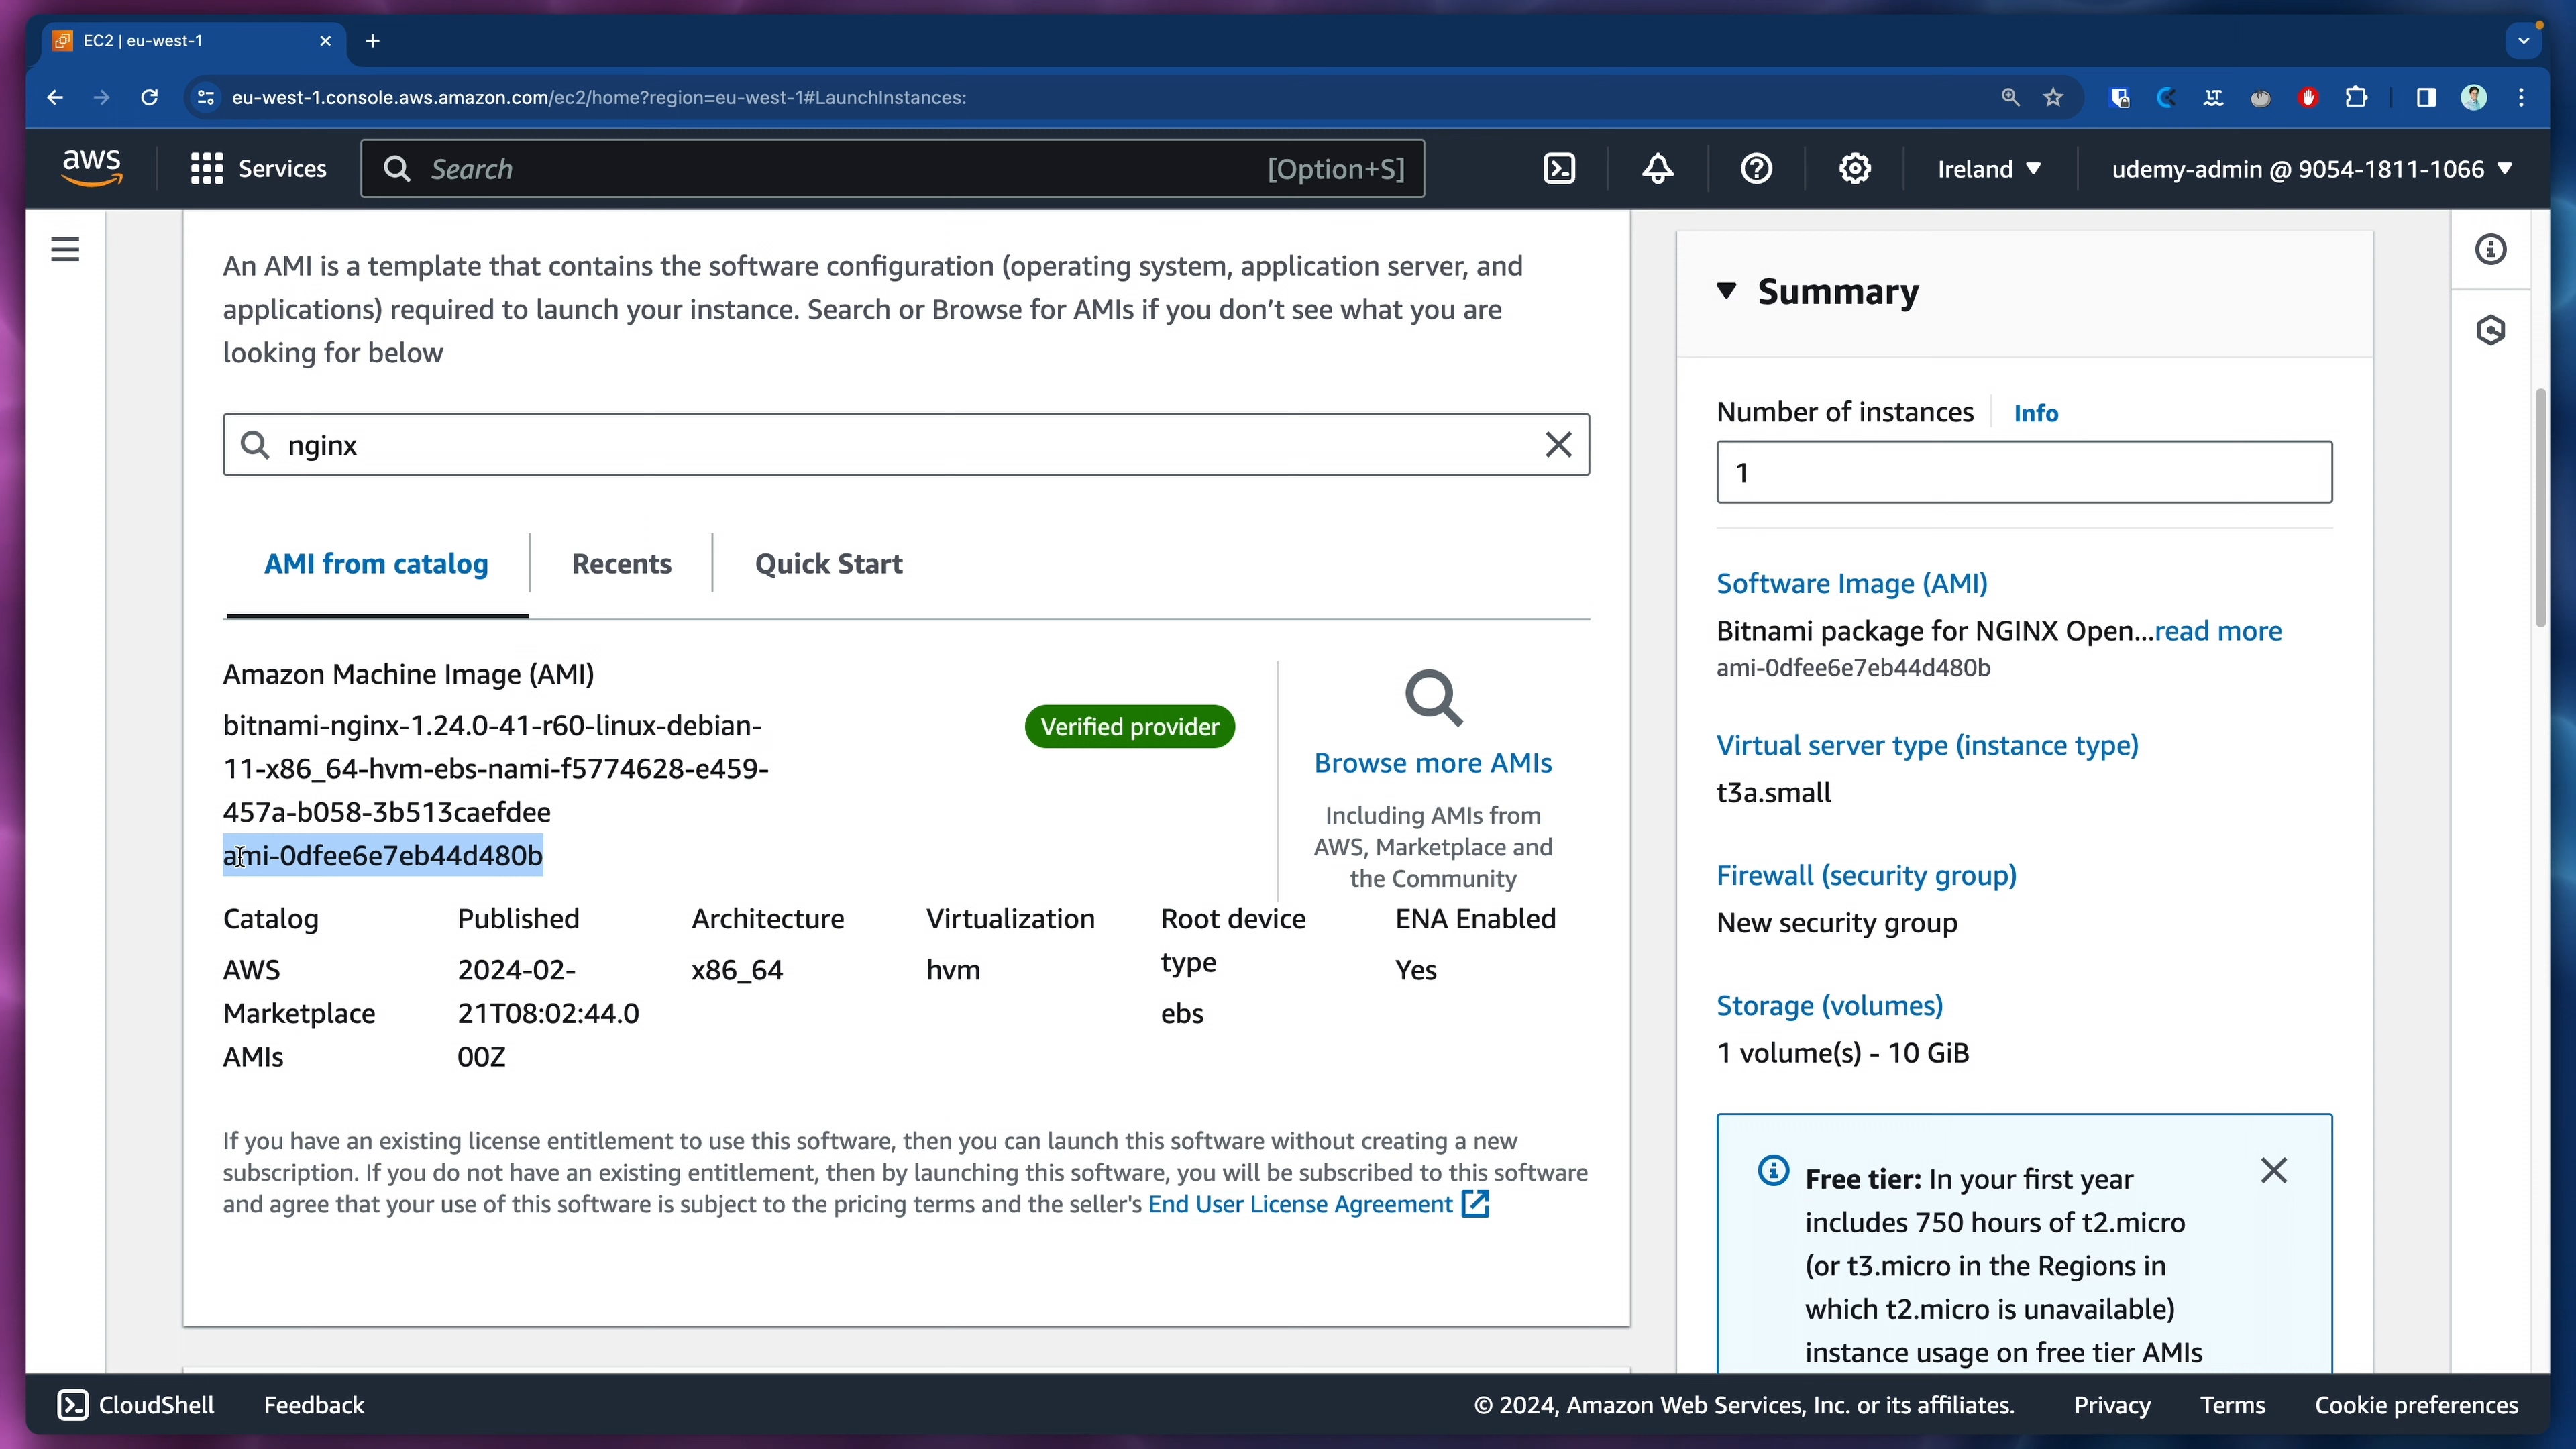 EC2 | eu-west-1
eu-west-1.console.aws.amazon.com/ec2/home?region=eu-west-1#LaunchInstances:
aws
Services
Search
[Option+S]
Ireland
udemy-admin @ 9054-1811-1066
An AMI is a template that contains the software configuration (operating system, application server, and
applications) required to launch your instance. Search or Browse for AMIs if you don’t see what you are
looking for below
nginx
AMI from catalog
Recents
Quick Start
Amazon Machine Image (AMI)
bitnami-nginx-1.24.0-41-r60-linux-debian-
11-x86_64-hvm-ebs-nami-f5774628-e459-
457a-b058-3b513caefdee
ami-0dfee6e7eb44d480b
Verified provider
Browse more AMIs
Including AMIs from
AWS, Marketplace and
the Community
Catalog
AWS
Marketplace
AMIs
Published
2024-02-
21T08:02:44.0
00Z
Architecture
x86_64
Virtualization
hvm
Root device
type
ebs
ENA Enabled
Yes
If you have an existing license entitlement to use this software, then you can launch this software without creating a new
subscription. If you do not have an existing entitlement, then by launching this software, you will be subscribed to this software
and agree that your use of this software is subject to the pricing terms and the seller's End User License Agreement
Summary
Number of instances
Info
1
Software Image (AMI)
Bitnami package for NGINX Open...read more
ami-0dfee6e7eb44d480b
Virtual server type (instance type)
t3a.small
Firewall (security group)
New security group
Storage (volumes)
1 volume(s) - 10 GiB
Free tier: In your first year
includes 750 hours of t2.micro
(or t3.micro in the Regions in
which t2.micro is unavailable)
instance usage on free tier AMIs
CloudShell
Feedback
© 2024, Amazon Web Services, Inc. or its affiliates.
Privacy
Terms
Cookie preferences